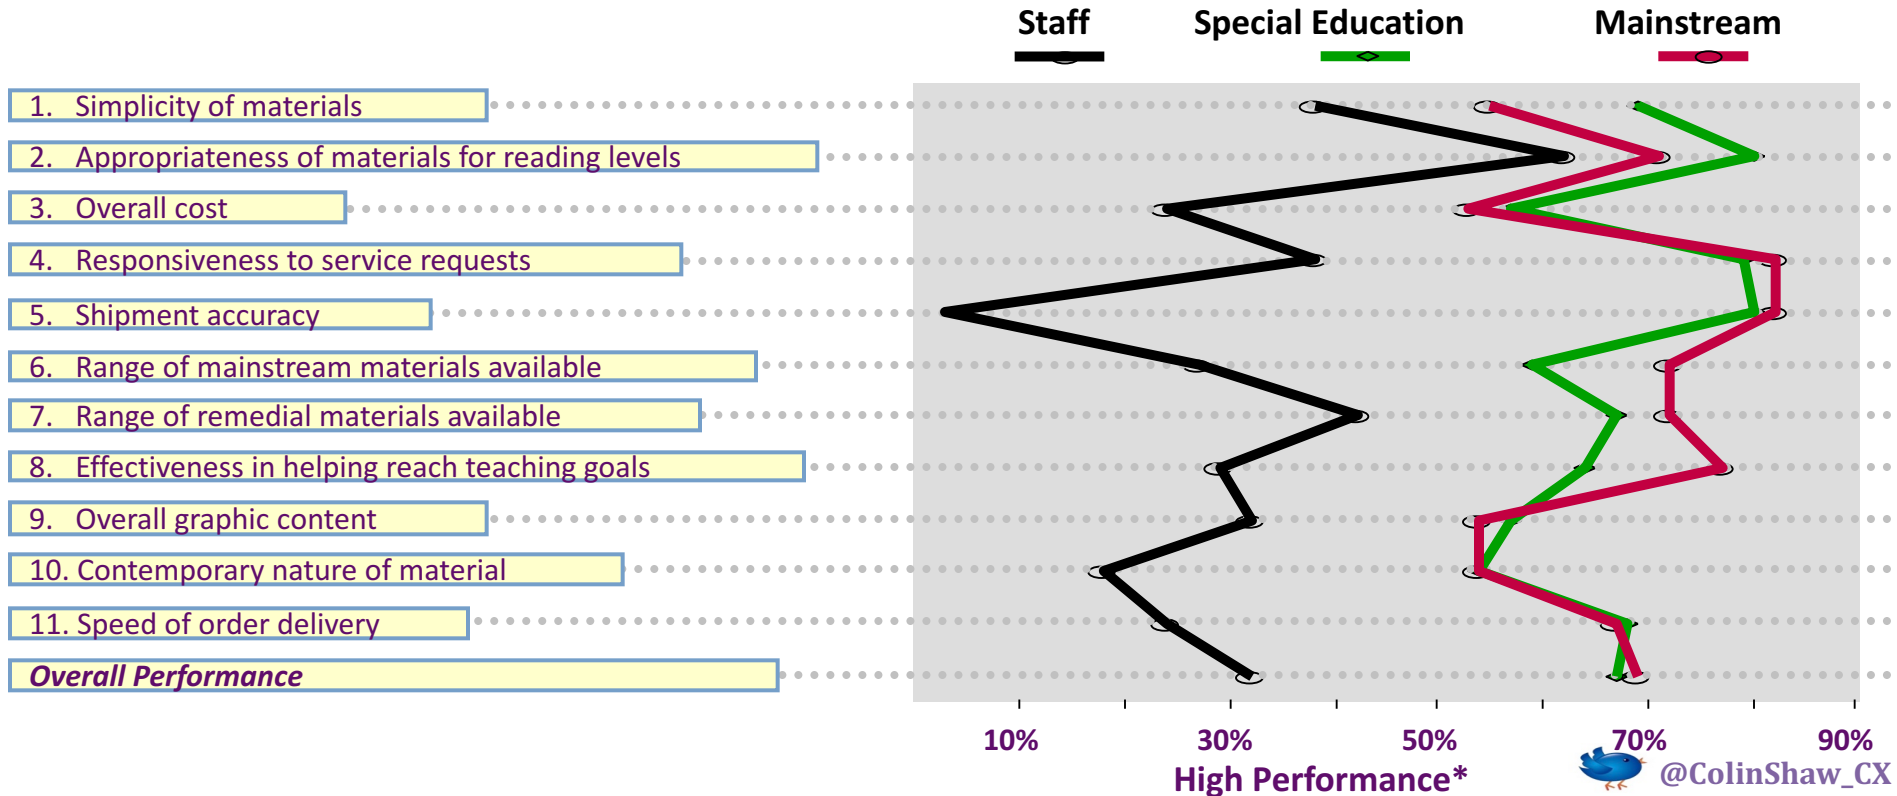 Staff Special Education Mainstream
1. Simplicity of materials
2. Appropriateness of materials for reading levels
3. Overall cost
4. Responsiveness to service requests
5. Shipment accuracy
6. Range of mainstream materials available
7. Range of remedial materials available
8. Effectiveness in helping reach teaching goals
9. Overall graphic content
10. Contemporary nature of material
11. Speed of order delivery
Overall Performance
10% 30% 50% 70% 90%
High Performance*
@ColinShaw_CX